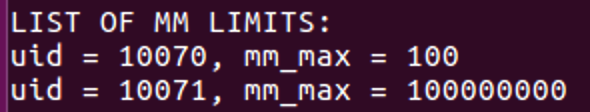 LIST OF MM LIMITS:
uid = 10070, mm_max = 100
uid = 10071, mm_max = 100000000